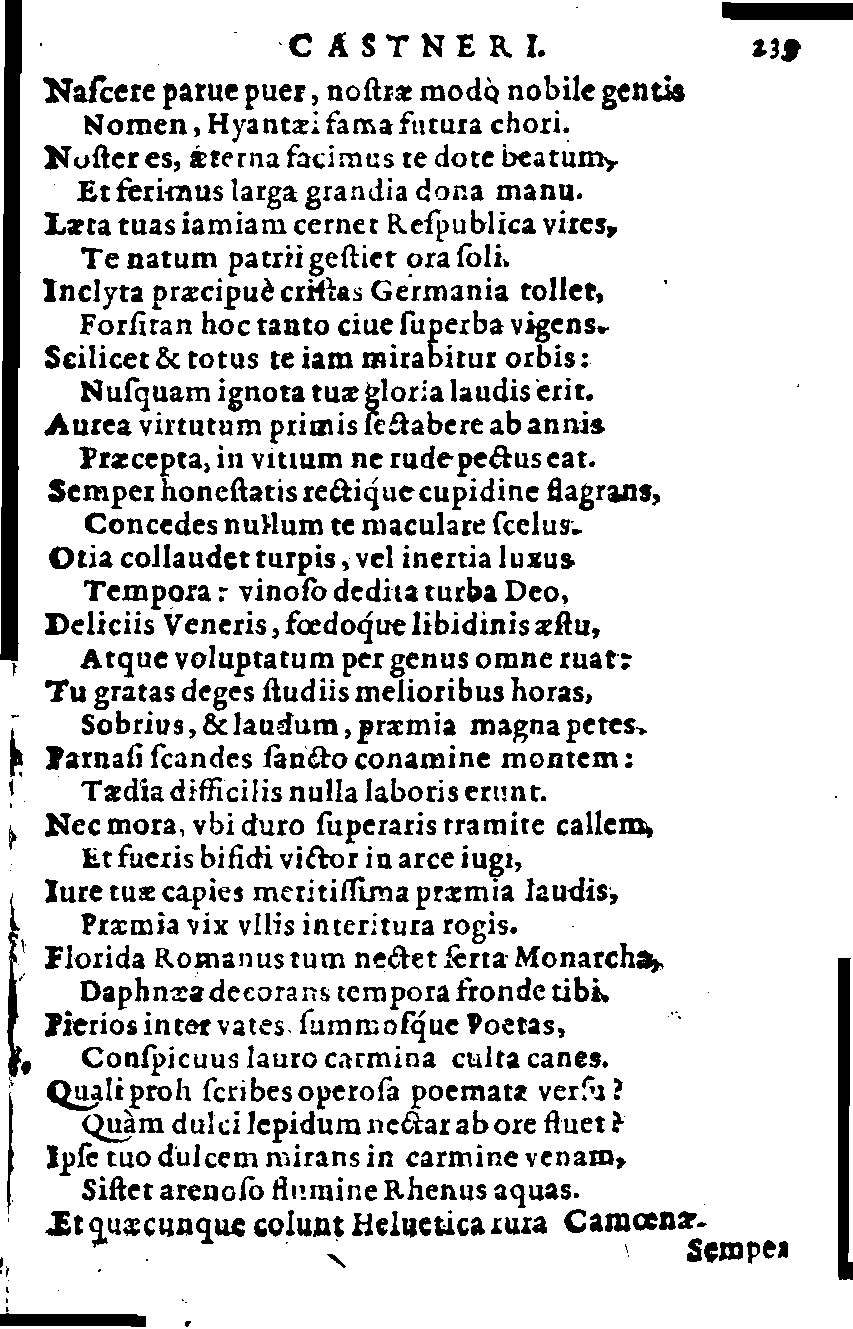 CASTNERI. 239
Naſcere parue puer, noſtræ modò nobile gentis
Nomen, Hyantæi fama futura chori.
Noſter es, æterna facimus te dote beatum,
Et ferimus larga grandia dona manu.
Læta tuas iamiam cernet Reſpublica vires,
Te natum patrii geſtiet ora ſoli.
Inclyta præcipuè criſtas Germania tollet,
Forſitan hoc tanto ciue ſuperba vigens.
Scilicet & totus te iam mirabitur orbis:
Nuſquam ignota tuæ gloria laudis erit.
Aurea virtutum primis ſectabere ab annis
Præcepta, in vitium ne rude pectus eat.
Semper honeſtatis rectiq́ue cupidine flagrans,
Concedes nullum te maculare ſcelus.
Otia collaudet turpis, vel inertia luxus
Tempora: vinoſo dedita turba Deo,
Deliciis Veneris, fœdoq́ue libidinis æſtu,
Atque voluptatum per genus omne ruat:
Tu gratas deges ſtudiis melioribus horas,
Sobrius, & laudum, præmia magna petes.
Parnaſi ſcandes ſancto conamine montem:
Tædia difficilis nulla laboris erunt.
Nec mora, vbi duro ſuperaris tramite callem,
Et fueris bifidi victor in arce iugi,
Iure tuæ capies meritiſſima præmia laudis,
Præmia vix vllis interitura rogis.
Florida Romanus tum nectet ſerta Monarcha,
Daphnæa decorans tempora fronde tibi.
Pierios inter vates ſummoſq́ue Poetas,
Conſpicuus lauro carmina culta canes.
Quali proh ſcribes operoſa poemata verſu?
Quàm dulci lepidum nectar ab ore fluet?
Ipſe tuo dulcem mirans in carmine venam,
Siſtet arenoſo flumine Rhenus aquas.
Et quæcunque colunt Heluetica rura Camœnæ.
Semper